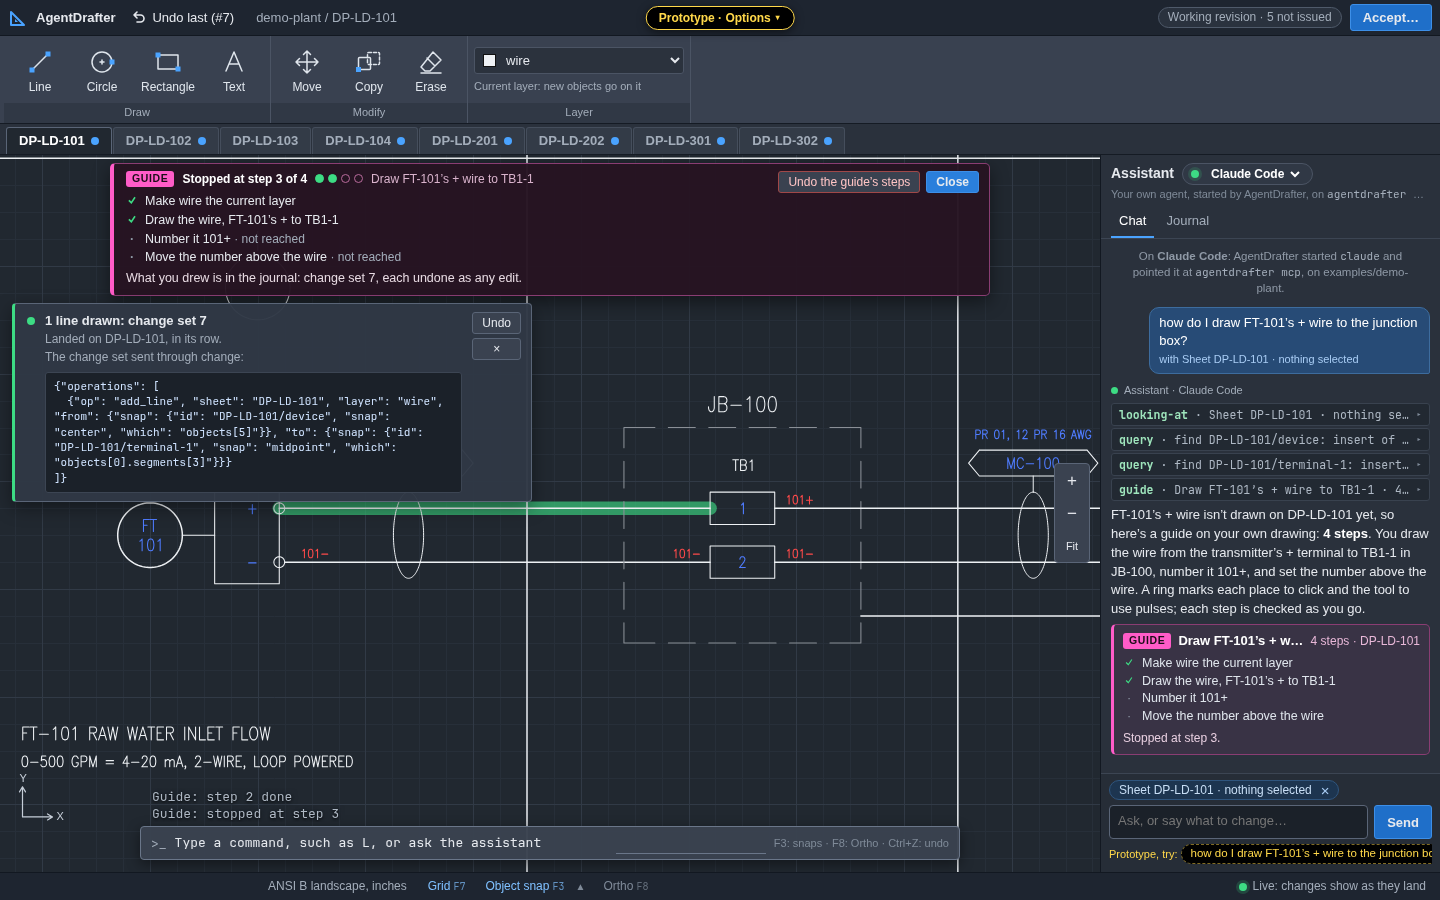 AgentDrafter
Undo last (#7)
demo-plant / DP-LD-101
Prototype · Options ▾
Working revision · 5 not issued
Accept…
Line
Circle
Rectangle
Text
Draw
Move
Copy
Erase
Modify
wire
Current layer: new objects go on it
Layer
DP-LD-101
DP-LD-102
DP-LD-103
DP-LD-104
DP-LD-201
DP-LD-202
DP-LD-301
DP-LD-302
GUIDE Stopped at step 3 of 4 Draw FT-101’s + wire to TB1-1
Undo the guide’s steps
Close
Make wire the current layer
Draw the wire, FT-101’s + to TB1-1
Number it 101+ · not reached
Move the number above the wire · not reached
What you drew is in the journal: change set 7, each undone as any edit.
1 line drawn: change set 7
Landed on DP-LD-101, in its row.
The change set sent through change:
Undo
×
{"operations": [
{"op": "add_line", "sheet": "DP-LD-101", "layer": "wire",
"from": {"snap": {"id": "DP-LD-101/device", "snap":
"center", "which": "objects[5]"}}, "to": {"snap": {"id":
"DP-LD-101/terminal-1", "snap": "midpoint", "which":
"objects[0].segments[3]"}}}
]}
JB-100
TB1
PR 01, 12 PR 16 AWG
MC-100
+
1
101+
FT
101
−
101−
101−
2
101−
+
−
Fit
FT-101 RAW WATER INLET FLOW
0-500 GPM = 4-20 mA, 2-WIRE, LOOP POWERED
Y
X
Guide: step 2 done
Guide: stopped at step 3
>_ Type a command, such as L, or ask the assistant
F3: snaps · F8: Ortho · Ctrl+Z: undo
Assistant
Claude Code
Your own agent, started by AgentDrafter, on agentdrafter …
Chat
Journal
On Claude Code: AgentDrafter started claude and
pointed it at agentdrafter mcp, on examples/demo-
plant.
how do I draw FT-101’s + wire to the junction
box?
with Sheet DP-LD-101 · nothing selected
Assistant · Claude Code
looking-at · Sheet DP-LD-101 · nothing se…
query · find DP-LD-101/device: insert of …
query · find DP-LD-101/terminal-1: insert…
guide · Draw FT-101’s + wire to TB1-1 · 4…
FT-101’s + wire isn’t drawn on DP-LD-101 yet, so
here’s a guide on your own drawing: 4 steps. You draw
the wire from the transmitter’s + terminal to TB1-1 in
JB-100, number it 101+, and set the number above the
wire. A ring marks each place to click and the tool to
use pulses; each step is checked as you go.
GUIDE Draw FT-101’s + w… 4 steps · DP-LD-101
Make wire the current layer
Draw the wire, FT-101’s + to TB1-1
Number it 101+
Move the number above the wire
Stopped at step 3.
Sheet DP-LD-101 · nothing selected ×
Ask, or say what to change…
Send
Prototype, try: how do I draw FT-101’s + wire to the junction bo
ANSI B landscape, inches
Grid F7
Object snap F3 ▲
Ortho F8
Live: changes show as they land